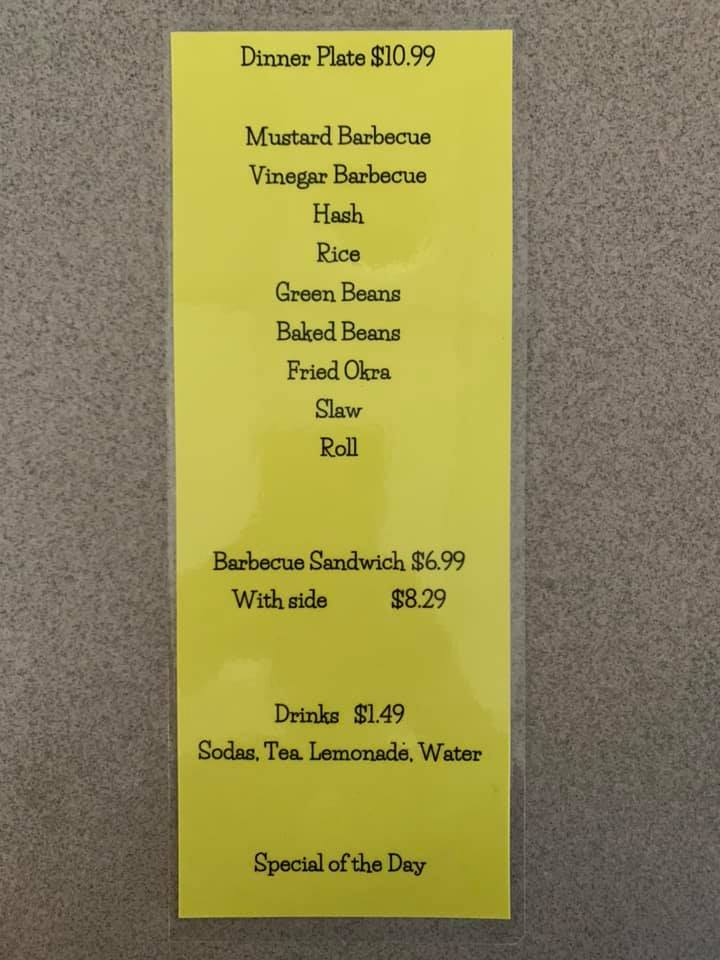 Dinner Plate $10.99
Mustard Barbecue
Vinegar Barbecue
Hash
Rice
Green Beans
Baked Beans
Fried Okra
Slaw
Roll
Barbecue Sandwich $6.99
With side $8.29
Drinks $1.49
Sodas, Tea Lemonade, Water
Special of the Day